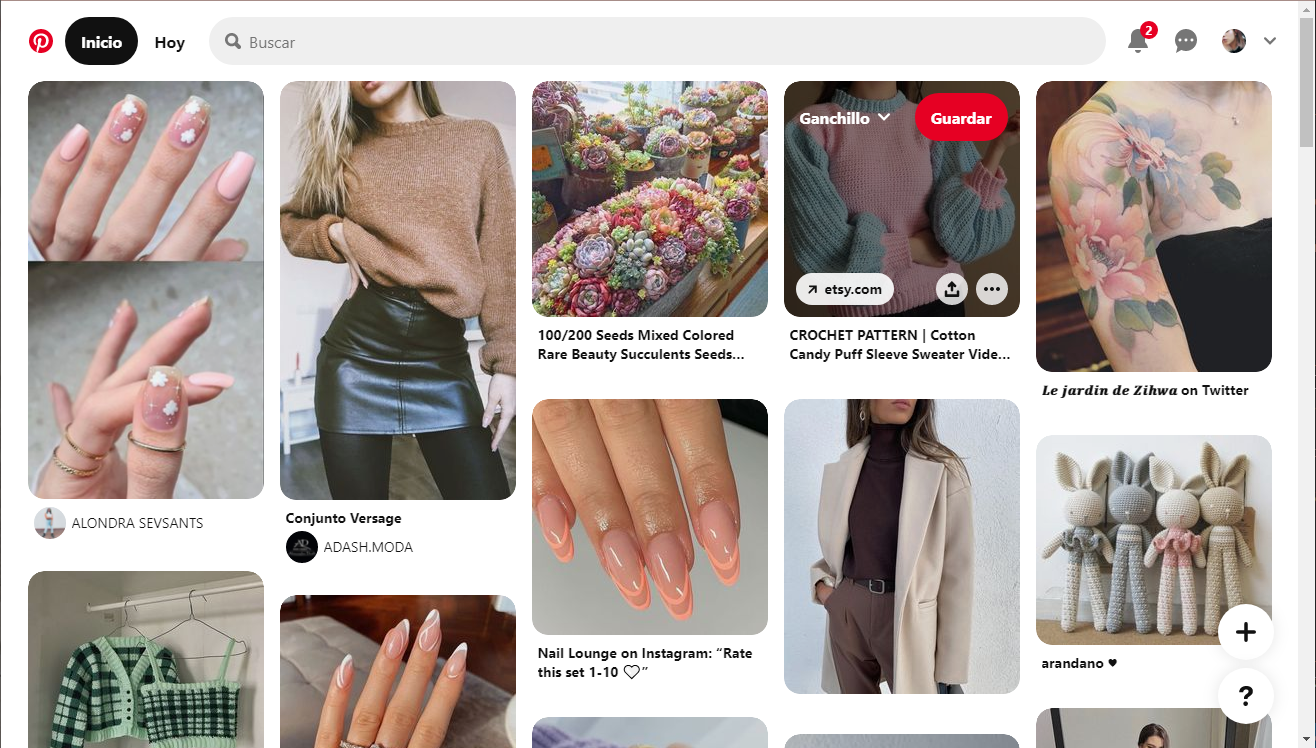 Inicio
Hoy
Buscar
2
ALONDRA SEVSANTS
Conjunto Versage
ADASH.MODA
100/200 Seeds Mixed Colored
Rare Beauty Succulents Seeds...
Nail Lounge on Instagram: “Rate
this set 1-10 ♡”
Ganchillo
Guardar
etsy.com
CROCHET PATTERN | Cotton
Candy Puff Sleeve Sweater Vide...
Le jardin de Zihwa on Twitter
arandano ♥
+
?